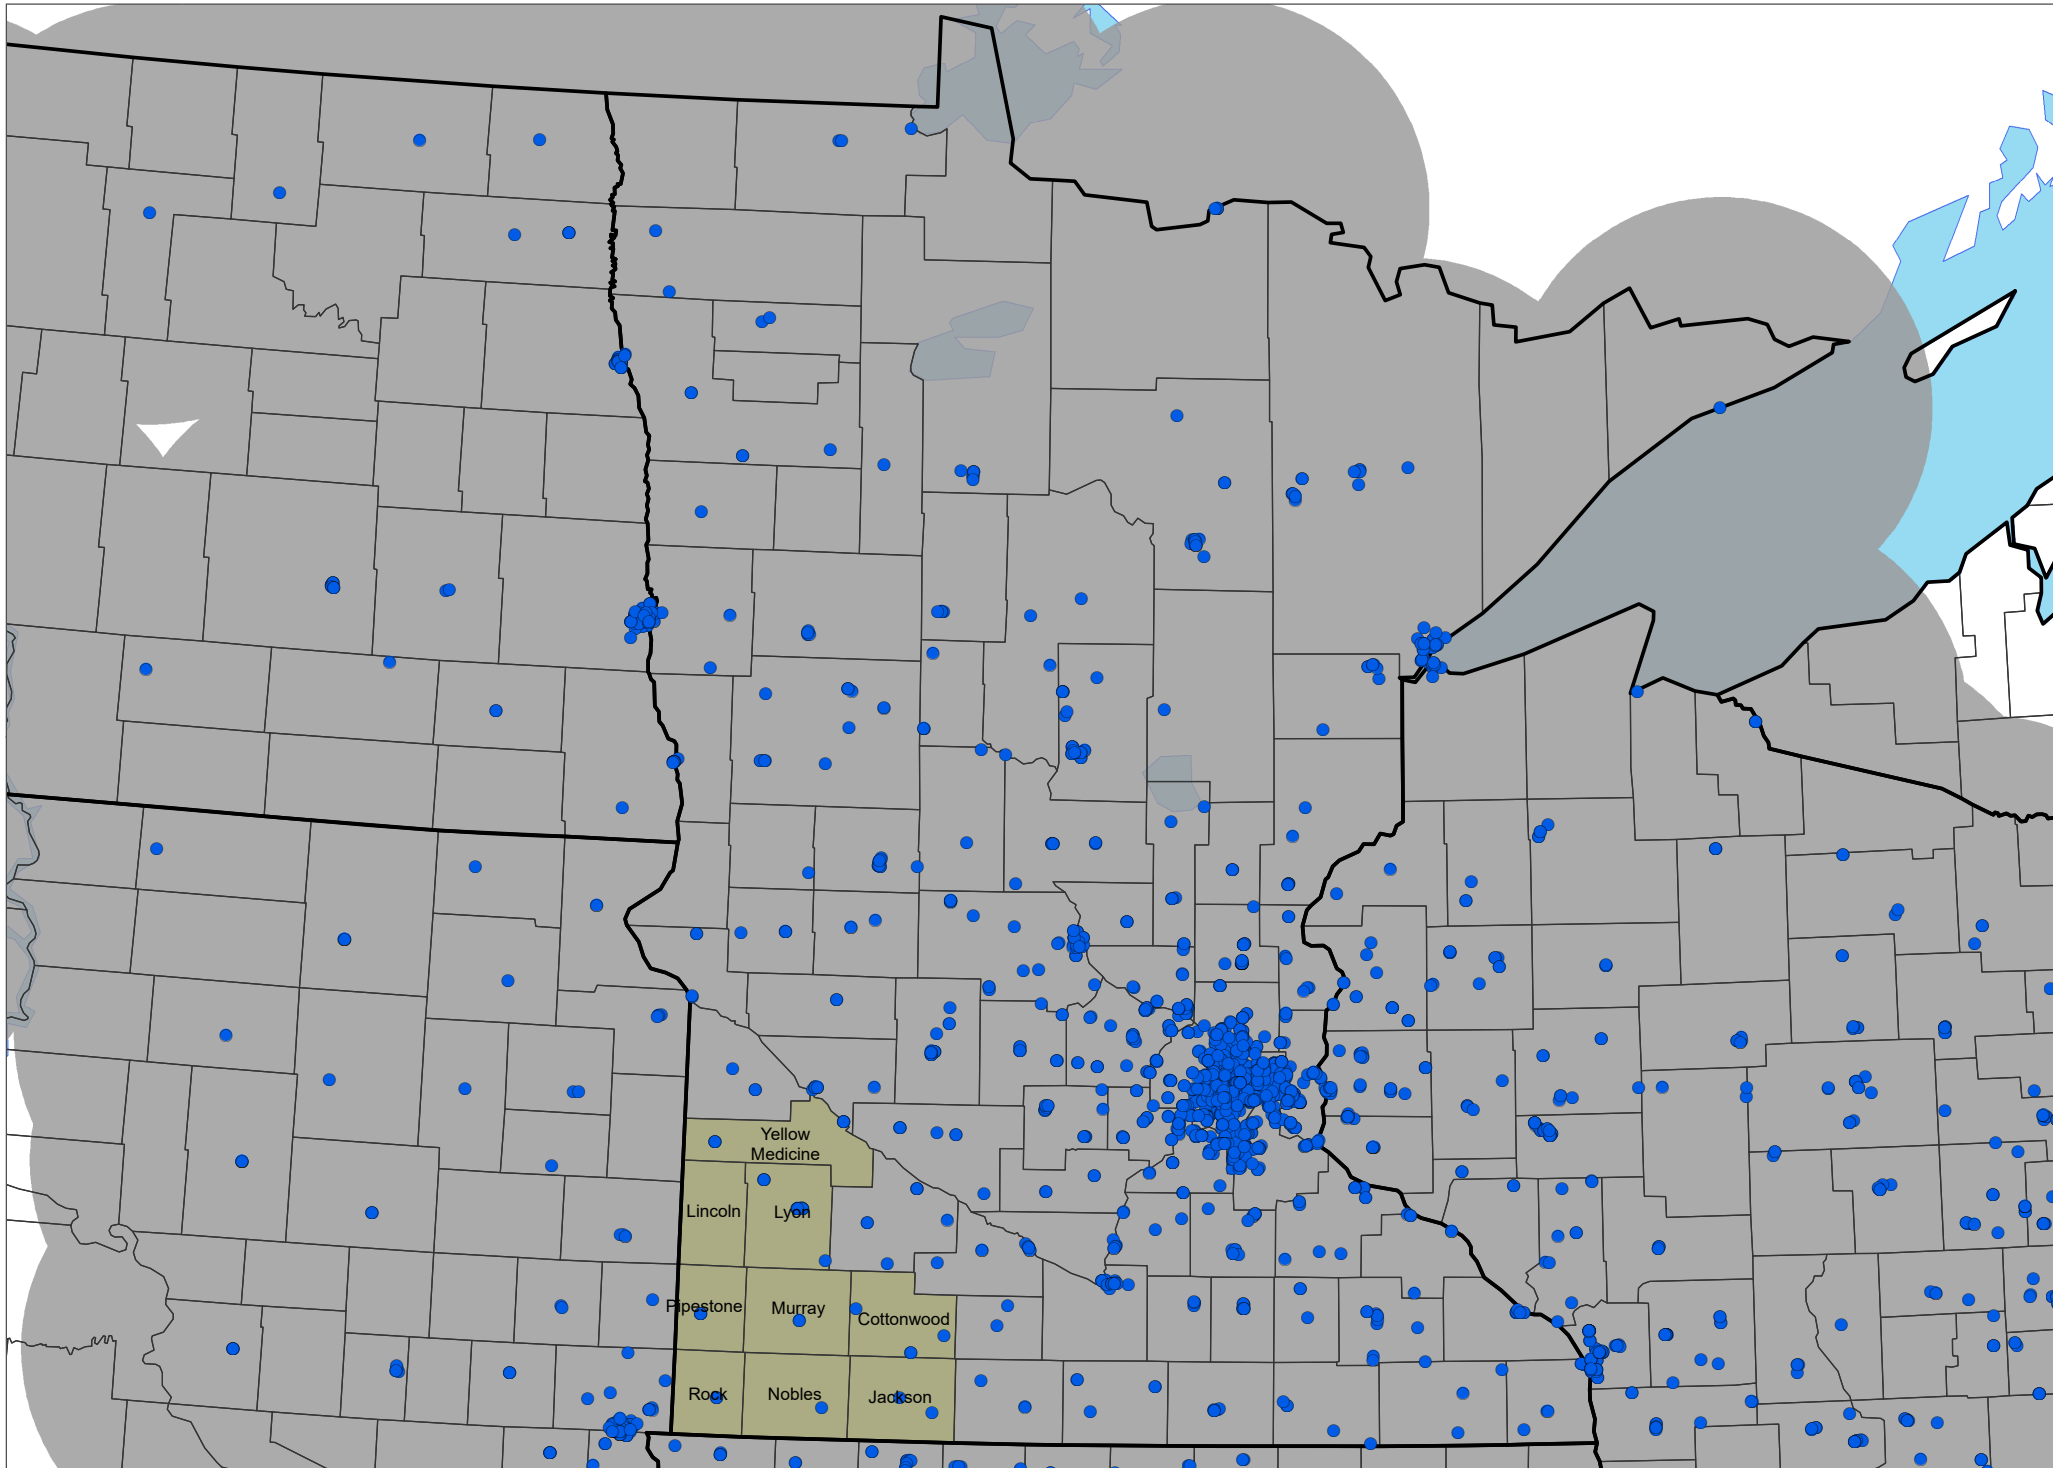 Yellow
Medicine
Lincoln
Lyon
Pipestone
Murray
Cottonwood
Rock
Nobles
Jackson